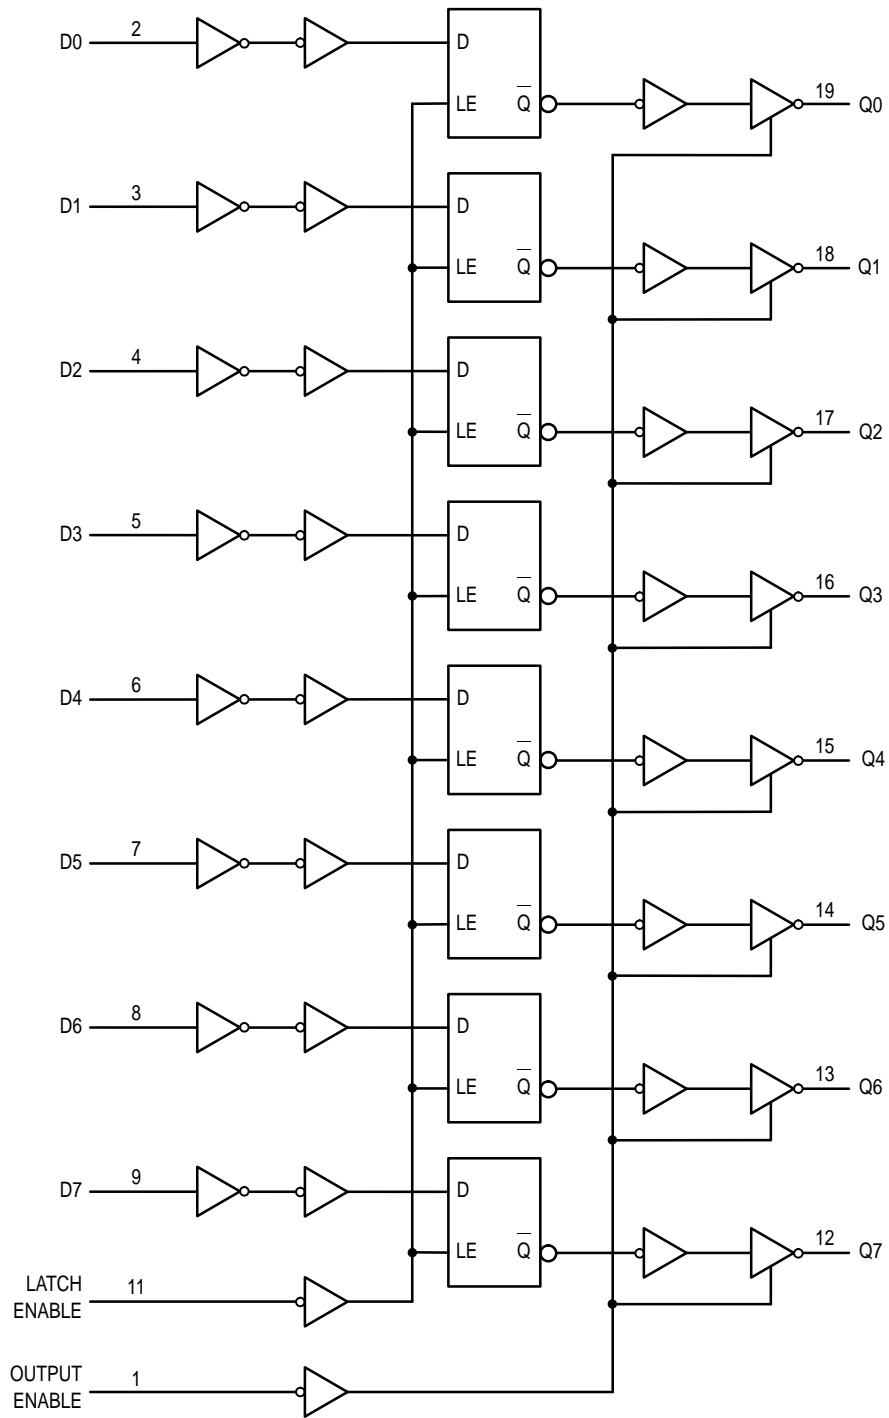 D0 2 D 19 Q0
LE Q̅
D1 3 D 18 Q1
LE Q̅
D2 4 D 17 Q2
LE Q̅
D3 5 D 16 Q3
LE Q̅
D4 6 D 15 Q4
LE Q̅
D5 7 D 14 Q5
LE Q̅
D6 8 D 13 Q6
LE Q̅
D7 9 D 12 Q7
LE Q̅
LATCH 11
ENABLE
OUTPUT 1
ENABLE